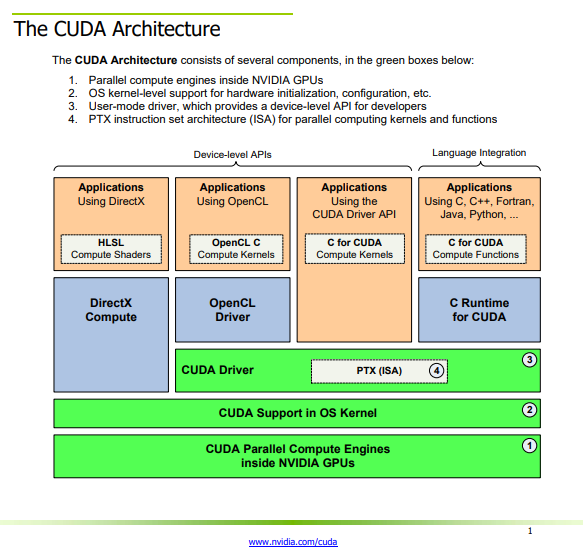 The CUDA Architecture
The CUDA Architecture consists of several components, in the green boxes below:
1. Parallel compute engines inside NVIDIA GPUs
2. OS kernel-level support for hardware initialization, configuration, etc.
3. User-mode driver, which provides a device-level API for developers
4. PTX instruction set architecture (ISA) for parallel computing kernels and functions
Device-level APIs
Language Integration
Applications
Using DirectX
HLSL
Compute Shaders
Applications
Using OpenCL
OpenCL C
Compute Kernels
Applications
Using the
CUDA Driver API
C for CUDA
Compute Kernels
Applications
Using C, C++, Fortran,
Java, Python, ...
C for CUDA
Compute Functions
DirectX
Compute
OpenCL
Driver
C Runtime
for CUDA
CUDA Driver
PTX (ISA)
4
3
CUDA Support in OS Kernel
2
CUDA Parallel Compute Engines
inside NVIDIA GPUs
1
1
www.nvidia.com/cuda